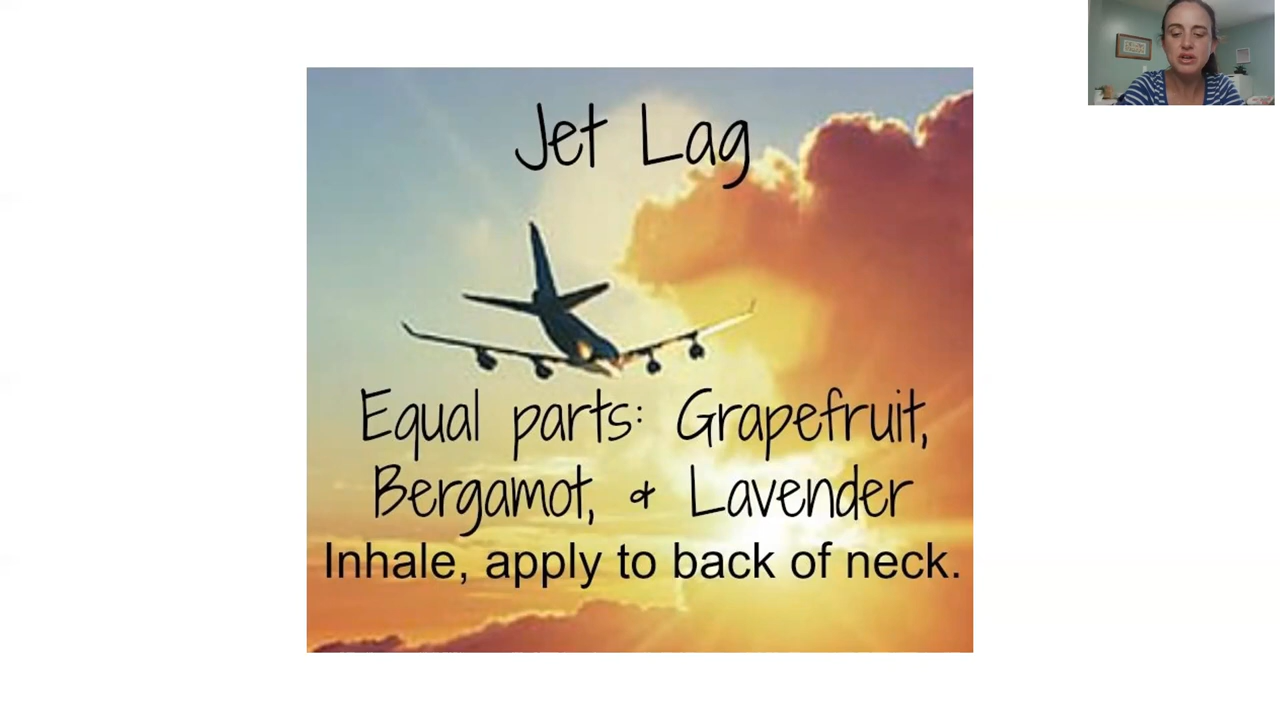 Jet Lag
Equal parts: Grapefruit,
Bergamot, & Lavender
Inhale, apply to back of neck.